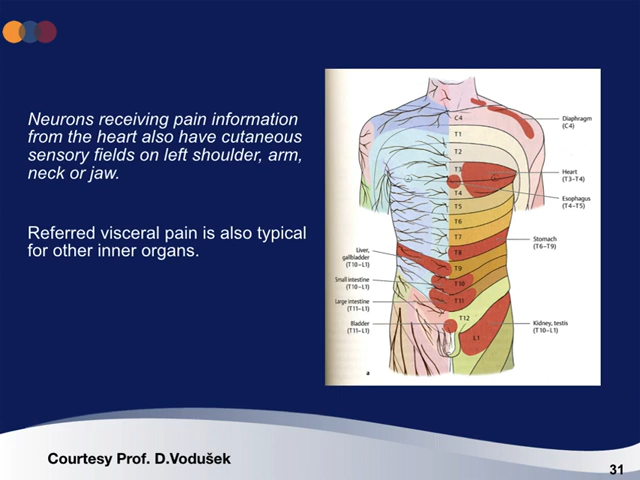 Neurons receiving pain information
from the heart also have cutaneous
sensory fields on left shoulder, arm,
neck or jaw.
Referred visceral pain is also typical
for other inner organs.
C4
T1
T2
T3
T4
T5
T6
T7
T8
T9
T10
T11
T12
L1
Diaphragm
(C4)
Heart
(T3–T4)
Esophagus
(T4–T5)
Stomach
(T6–T9)
Liver,
gallbladder
(T10–L1)
Small intestine
(T10–L1)
Large intestine
(T11–L1)
Bladder
(T11–L1)
Kidney, testis
(T10–L1)
a
Courtesy Prof. D.Vodušek
31